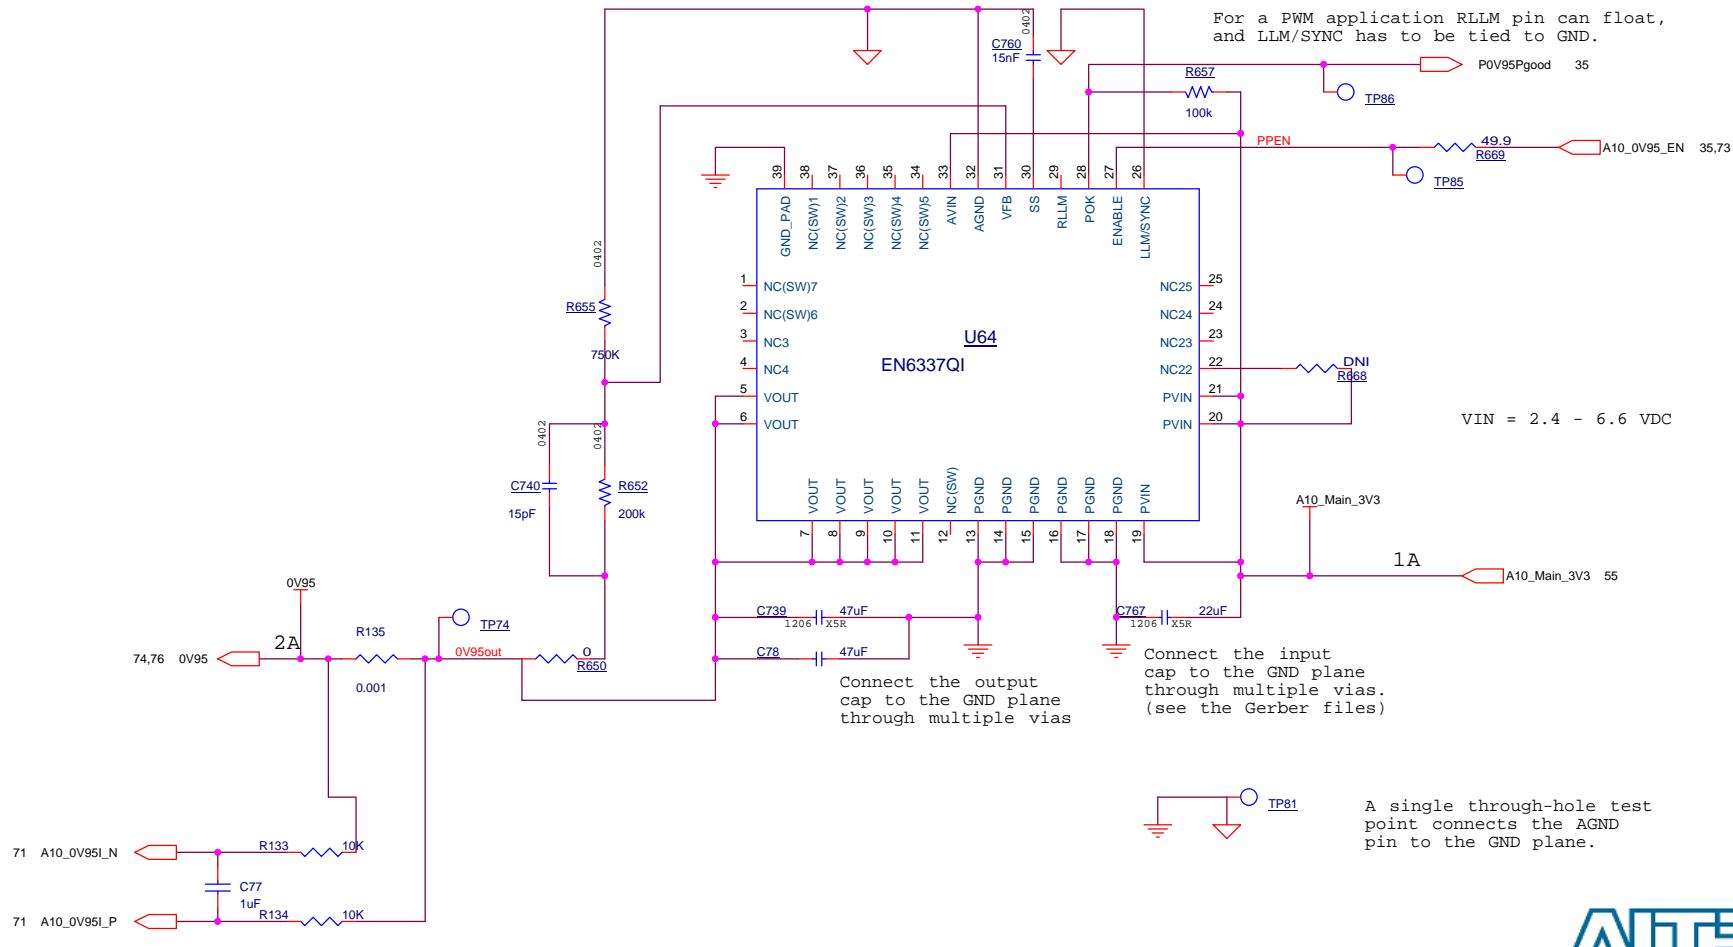 For a PWM application RLLM pin can float,
and LLM/SYNC has to be tied to GND.
0402
C760
15nF
R657
100k
P0V95Pgood 35
TP86
PPEN
49.9
R669
A10_0V95_EN 35,73
TP85
39 38 37 36 35 34 33 32 31 30 29 28 27 26
GND_PAD
NC(SW)1
NC(SW)2
NC(SW)3
NC(SW)4
NC(SW)5
AVIN
AGND
VFB
SS
RLLM
POK
ENABLE
LLM/SYNC
0402
R655
750K
1 NC(SW)7
2 NC(SW)6
3 NC3
4 NC4
5 VOUT
6 VOUT
U64
EN6337QI
NC25 25
NC24 24
NC23 23
NC22 22
PVIN 21
PVIN 20
DNI
R668
VIN = 2.4 - 6.6 VDC
0402
0402
C740
15pF
R652
200k
VOUT
VOUT
VOUT
VOUT
VOUT
NC(SW)
PGND
PGND
PGND
PGND
PGND
PGND
PVIN
7 8 9 10 11 12 13 14 15 16 17 18 19
A10_Main_3V3
1A
A10_Main_3V3 55
0V95
2A
R135
0.001
TP74
74,76 0V95
0V95out
0
R650
C739 47uF
1206 X5R
C78 47uF
C767 22uF
1206 X5R
Connect the output
cap to the GND plane
through multiple vias
Connect the input
cap to the GND plane
through multiple vias.
(see the Gerber files)
TP81
A single through-hole test
point connects the AGND
pin to the GND plane.
71 A10_0V95I_N
R133 10K
C77
1uF
71 A10_0V95I_P
R134 10K